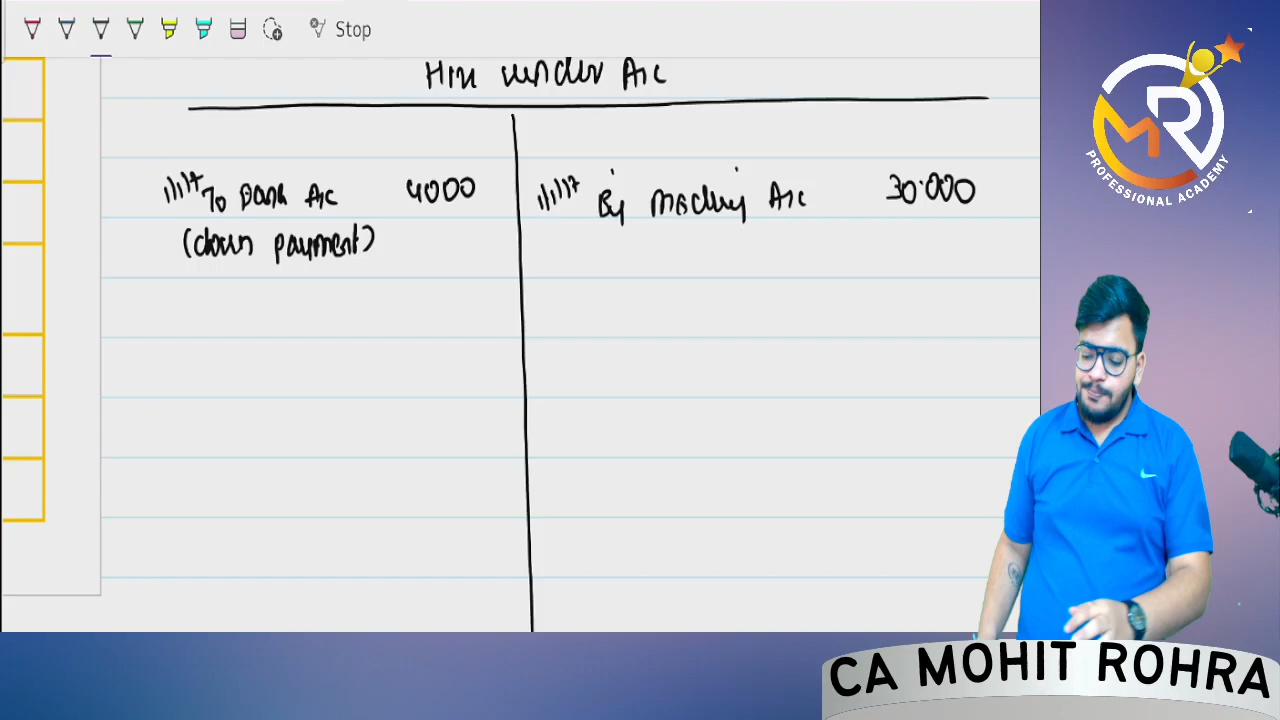 Stop
Hire vendor A/c
1/1/17 To Bank A/c 4000
(down payment)
1/1/17 By Machinery A/c 30,000
MR
PROFESSIONAL ACADEMY
CA MOHIT ROHRA